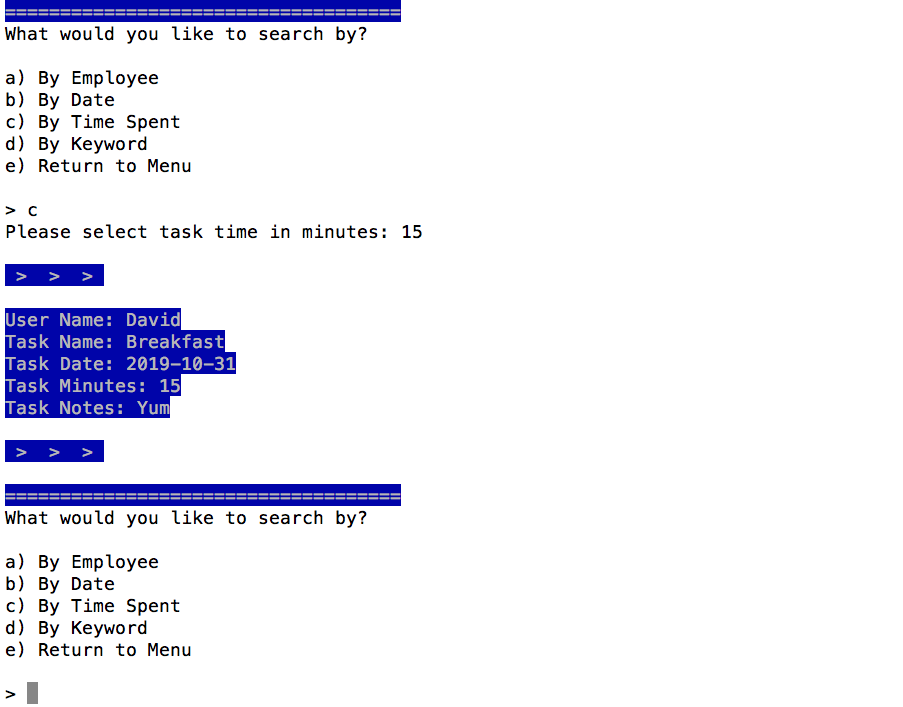 ====================================
What would you like to search by?
a) By Employee
b) By Date
c) By Time Spent
d) By Keyword
e) Return to Menu
> c
Please select task time in minutes: 15
>  >  >
User Name: David
Task Name: Breakfast
Task Date: 2019-10-31
Task Minutes: 15
Task Notes: Yum
>  >  >
====================================
What would you like to search by?
a) By Employee
b) By Date
c) By Time Spent
d) By Keyword
e) Return to Menu
>